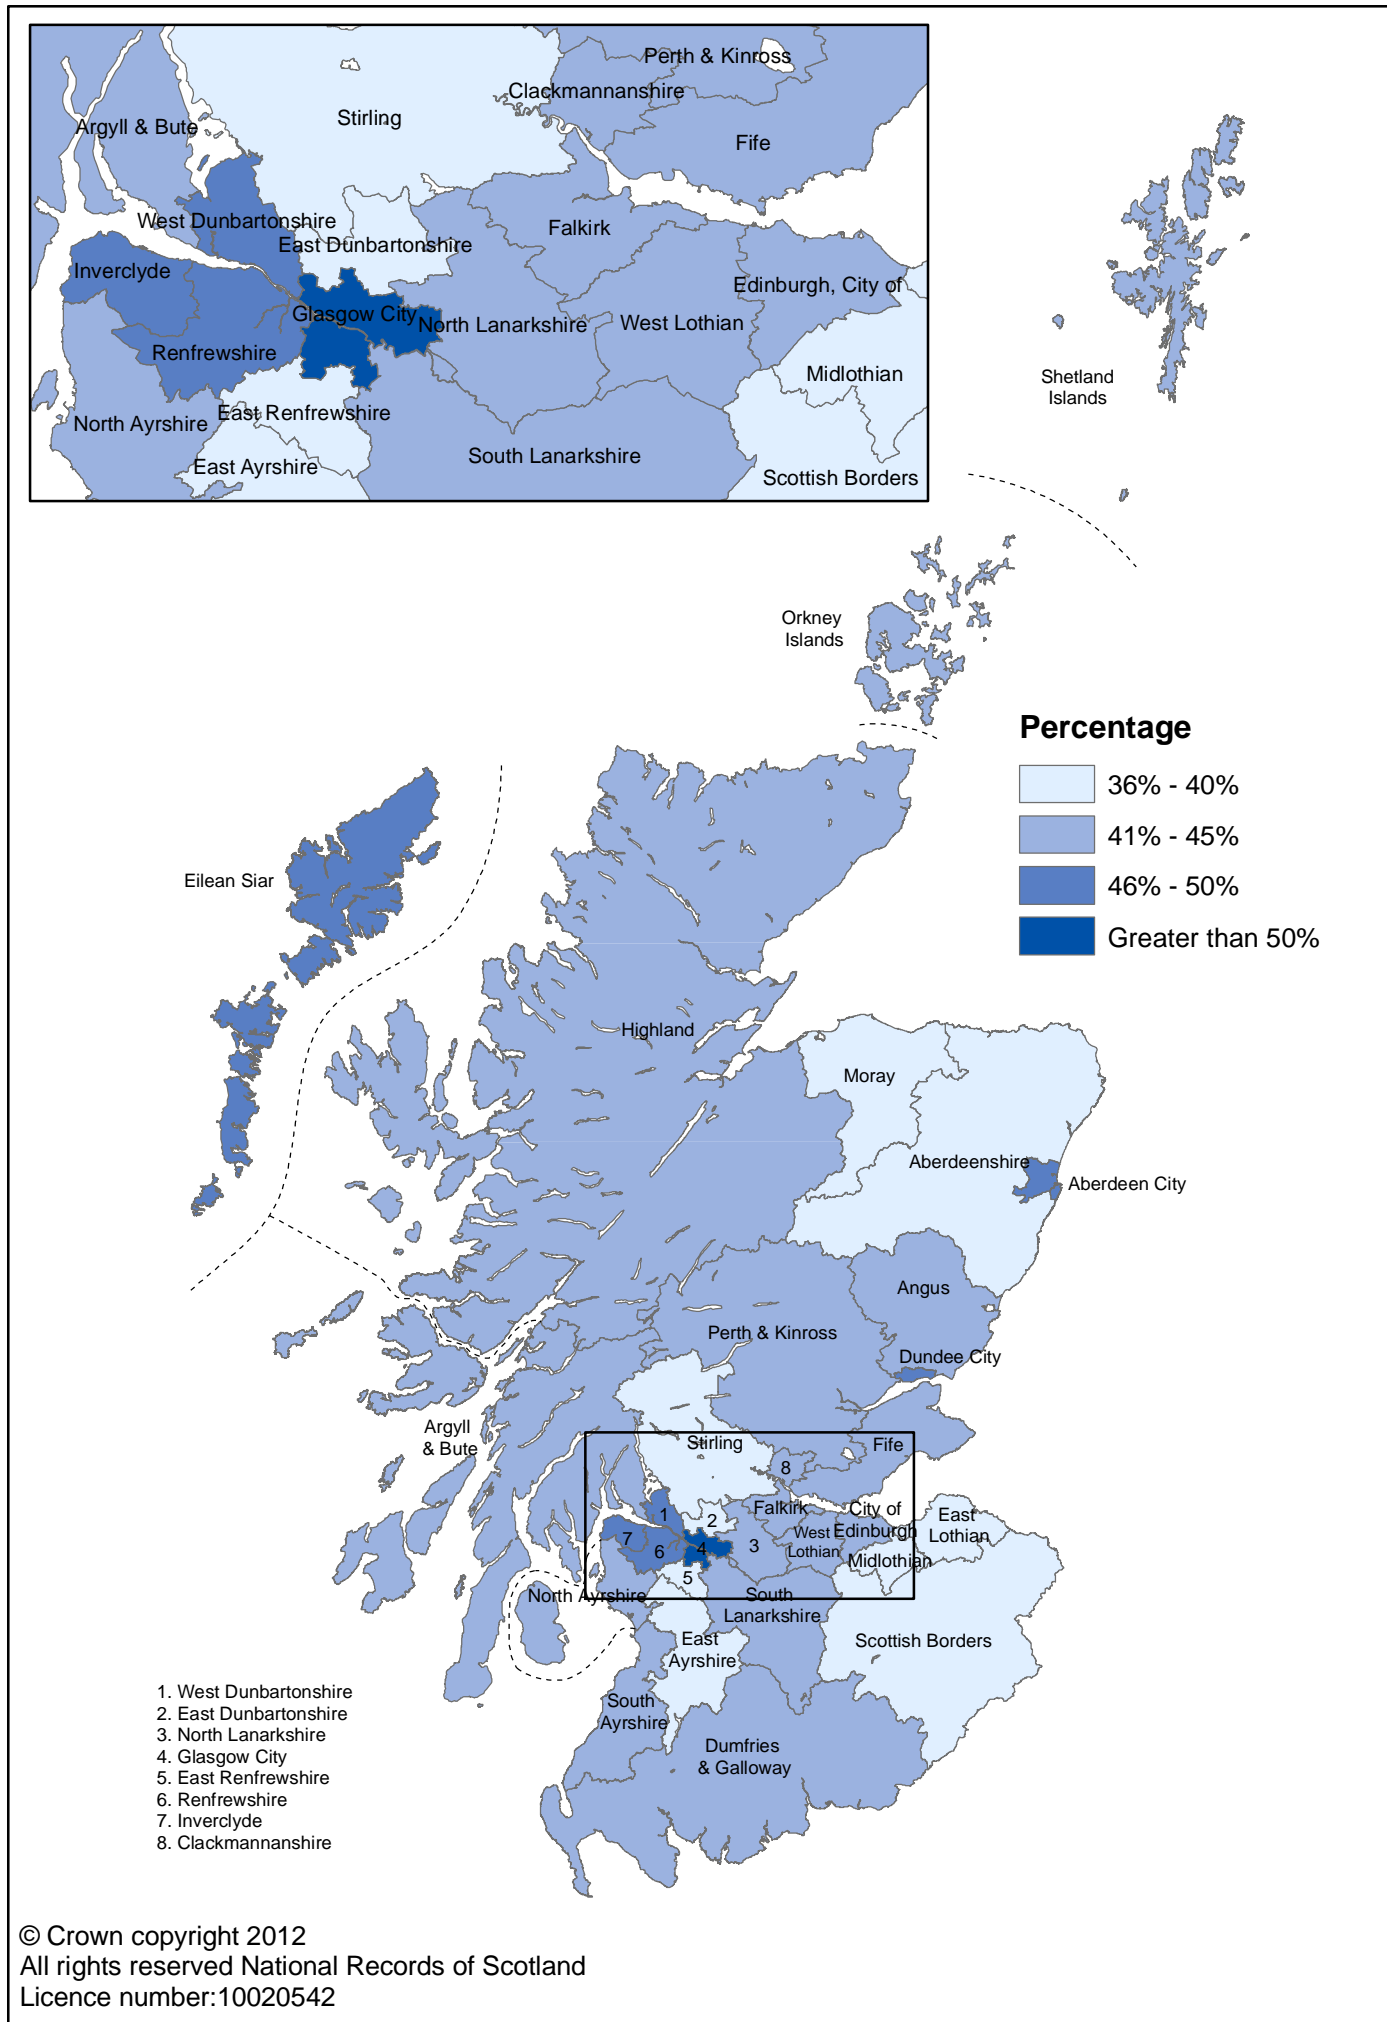 Perth & Kinross
Clackmannanshire
Stirling
Argyll & Bute
Fife
West Dunbartonshire
Falkirk
East Dunbartonshire
Inverclyde
Edinburgh, City of
Glasgow City
North Lanarkshire
West Lothian
Renfrewshire
Midlothian
East Renfrewshire
North Ayrshire
South Lanarkshire
East Ayrshire
Scottish Borders
Shetland
Islands
Orkney
Islands
Percentage
36% - 40%
41% - 45%
46% - 50%
Greater than 50%
Eilean Siar
Highland
Moray
Aberdeenshire
Aberdeen City
Angus
Perth & Kinross
Dundee City
Argyll
& Bute
Stirling
Fife
8
1
2
Falkirk
City of
Edinburgh
East
Lothian
7
6
4
3
West
Lothian
Midlothian
5
North Ayrshire
South
Lanarkshire
East
Ayrshire
Scottish Borders
South
Ayrshire
Dumfries
& Galloway
1. West Dunbartonshire
2. East Dunbartonshire
3. North Lanarkshire
4. Glasgow City
5. East Renfrewshire
6. Renfrewshire
7. Inverclyde
8. Clackmannanshire
© Crown copyright 2012
All rights reserved National Records of Scotland
Licence number:10020542